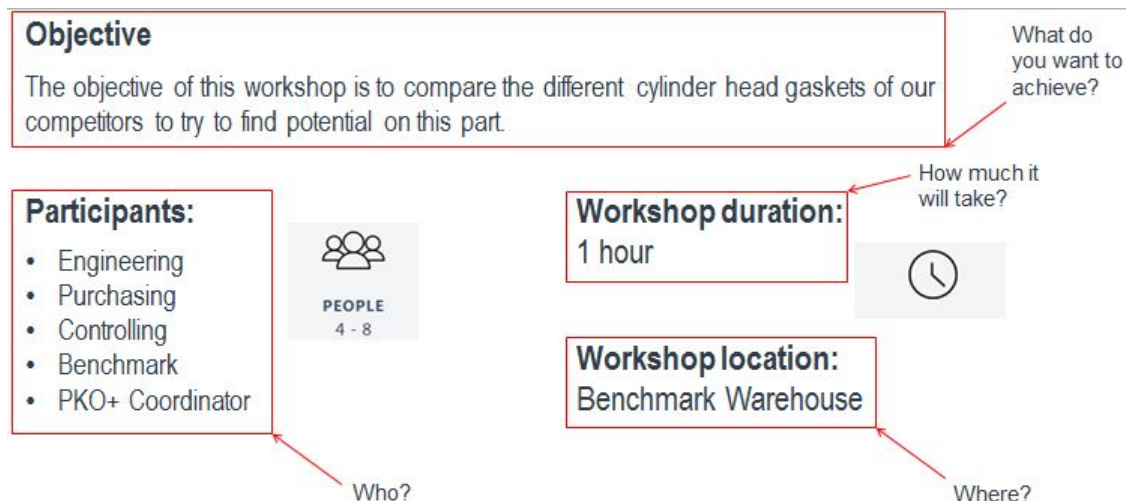 Objective
The objective of this workshop is to compare the different cylinder head gaskets of our
competitors to try to find potential on this part.
What do
you want to
achieve?
Participants:
• Engineering
• Purchasing
• Controlling
• Benchmark
• PKO+ Coordinator
PEOPLE
4 - 8
Who?
How much it
will take?
Workshop duration:
1 hour
Workshop location:
Benchmark Warehouse
Where?